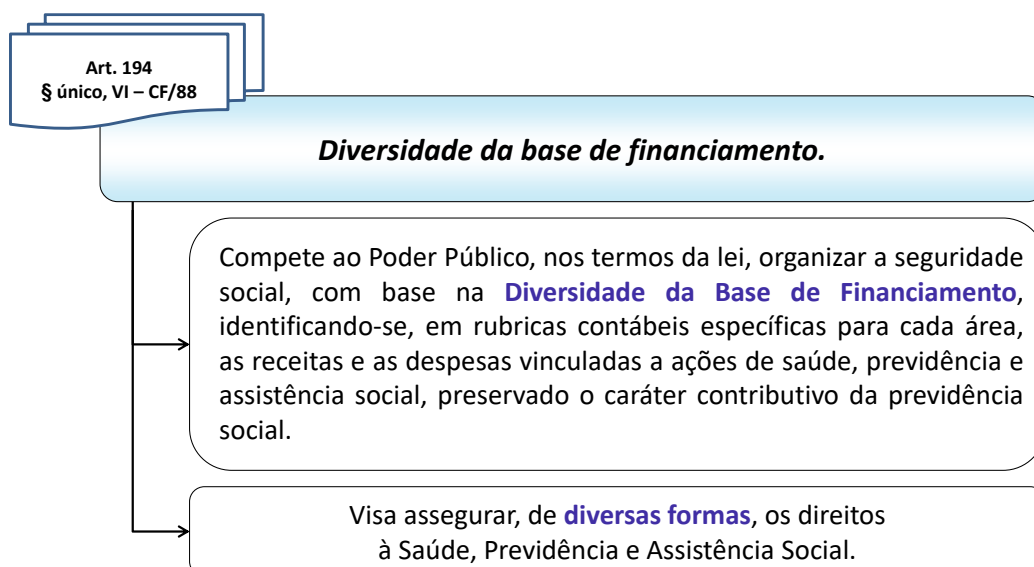 Art. 194
§ único, VI – CF/88
Diversidade da base de financiamento.
Compete ao Poder Público, nos termos da lei, organizar a seguridade
social, com base na Diversidade da Base de Financiamento,
identificando-se, em rubricas contábeis específicas para cada área,
as receitas e as despesas vinculadas a ações de saúde, previdência e
assistência social, preservado o caráter contributivo da previdência
social.
Visa assegurar, de diversas formas, os direitos
à Saúde, Previdência e Assistência Social.